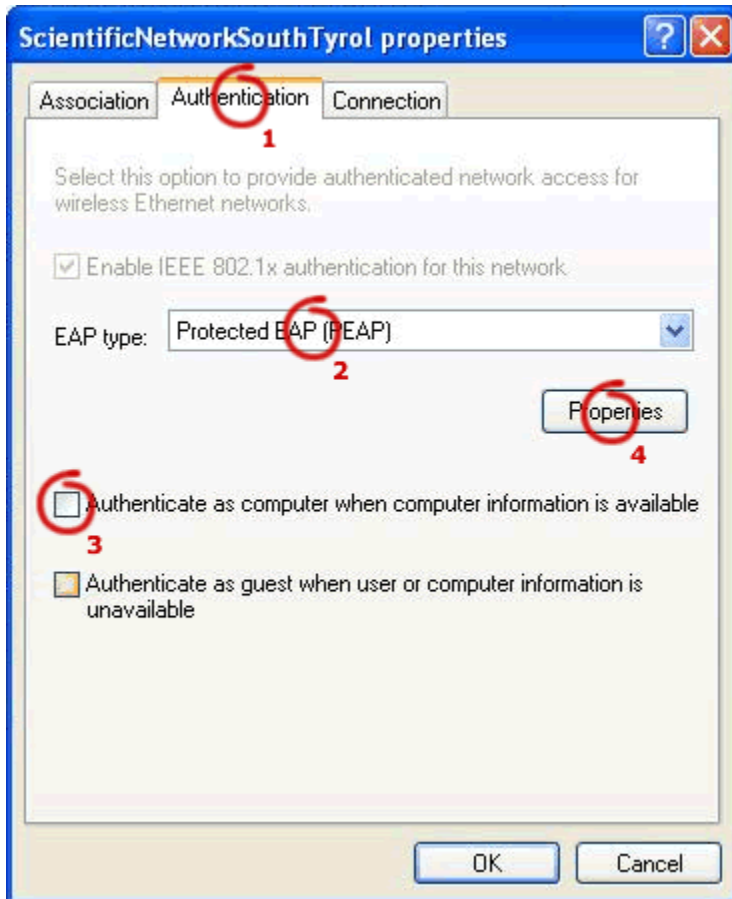 ScientificNetworkSouthTyrol properties
Association Authentication Connection
1
Select this option to provide authenticated network access for
wireless Ethernet networks.
Enable IEEE 802.1x authentication for this network
EAP type: Protected EAP (PEAP)
2
Properties
4
Authenticate as computer when computer information is available
3
Authenticate as guest when user or computer information is
unavailable
OK Cancel